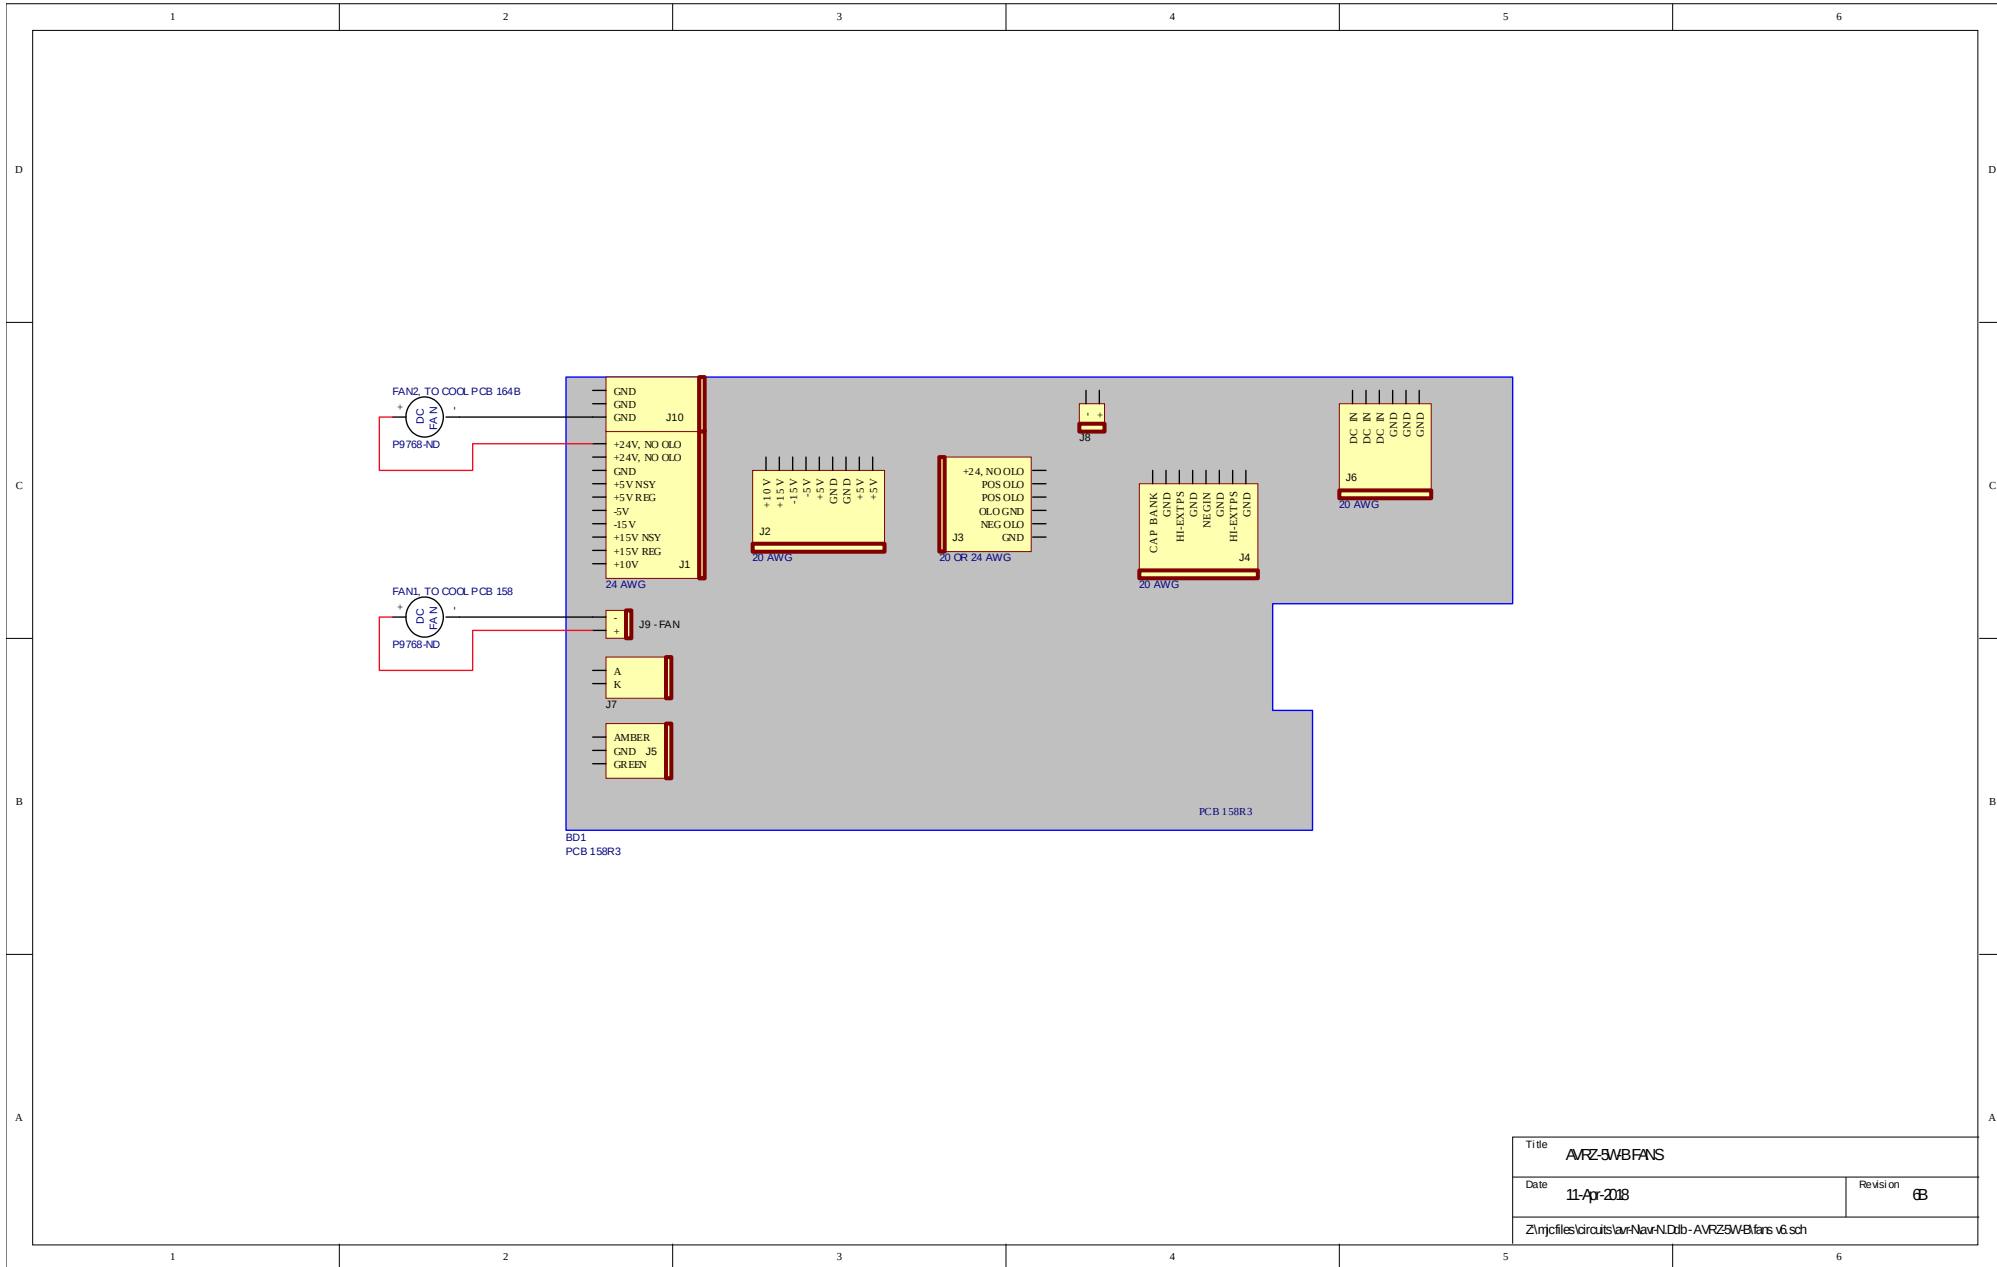 1 2 3 4 5 6
D D
C C
B B
A A
FAN2, TO COOL PCB 164B
+ -
DC FAN
P9768-ND
FAN1, TO COOL PCB 158
+ -
DC FAN
P9768-ND
GND
GND
GND
J10
+24V, NO OLO
+24V, NO OLO
GND
+5V NSY
+5V REG
-5V
-15V
+15V NSY
+15V REG
+10V
J1
24 AWG
-
+
J9 - FAN
A
K
J7
AMBER
GND
GREEN
J5
+10V
+15V
-15V
-5V
+5V
GND
GND
+5V
+5V
J2
20 AWG
+24, NO OLO
POS OLO
POS OLO
OLO GND
NEG OLO
GND
J3
20 OR 24 AWG
-
+
J8
CAP BANK
GND
HI-EXTPS
GND
NEGIN
GND
HI-EXTPS
GND
J4
20 AWG
DC IN
DC IN
DC IN
GND
GND
GND
J6
20 AWG
PCB 158R3
BD1
PCB 158R3
Title
AVRZ-5W-B FANS
Date
11-Apr-2018
Revision
6B
Z:\mjcfiles\circuits\avr-N\avr-N.Ddb - AVRZ-5W-B\fans v6.sch
1 2 3 4 5 6